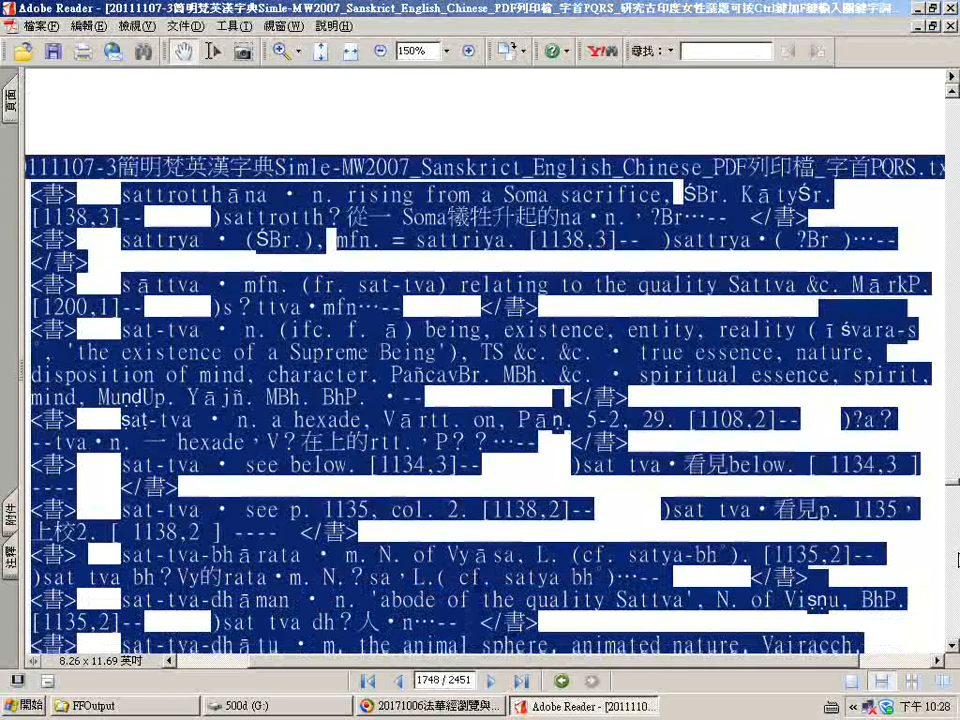 Adobe Reader - [20111107-3簡明梵英漢字典Simle-MW2007_Sanskrict_English_Chinese_PDF列印檔_字首PQRS_研究古印度女性議題可按Ctrl鍵加F鍵輸入關鍵字詞...
檔案(F) 編輯(E) 檢視(V) 文件(D) 工具(T) 視窗(W) 說明(H)
150% Y! 尋找:
頁面
111107-3簡明梵英漢字典Simle-MW2007_Sanskrict_English_Chinese_PDF列印檔_字首PQRS.tx
<書> sattrotthāna • n. rising from a Soma sacrifice, ŚBr. KātyŚr.
[1138,3]-- )sattrotth?從一 Soma犧牲升起的na•n.，?Br…-- </書>
<書> sattrya • (ŚBr.), mfn. = sattriya. [1138,3]-- )sattrya•( ?Br )…--
</書>
<書> sāttva • mfn. (fr. sat-tva) relating to the quality Sattva &c. MārkP.
[1200,1]-- )s?ttva•mfn…-- </書>
<書> sat-tva • n. (ifc. f. ā) being, existence, entity, reality (īśvara-s
°, 'the existence of a Supreme Being'), TS &c. &c. • true essence, nature,
disposition of mind, character, PañcavBr. MBh. &c. • spiritual essence, spirit,
mind, MuṇḍUp. Yājñ. MBh. BhP. •-- </書>
<書> ṣaṭ-tva • n. a hexade, Vārtt. on, Pāṇ. 5-2, 29. [1108,2]-- )?a?
--tva•n. 一 hexade，V?在上的rtt.，P??…-- </書>
<書> sat-tva • see below. [1134,3]-- )sat tva•看見below. [ 1134,3 ]
---- </書>
<書> sat-tva • see p. 1135, col. 2. [1138,2]-- )sat tva•看見p. 1135，
上校2. [ 1138,2 ] ---- </書>
<書> sat-tva-bhārata • m. N. of Vyāsa, L. (cf. satya-bh°). [1135,2]--
)sat tva bh?Vy的rata•m. N.?sa，L.( cf. satya bh°)…-- </書>
<書> sat-tva-dhāman • n. 'abode of the quality Sattva', N. of Viṣṇu, BhP.
[1135,2]-- )sat tva dh?人•n…-- </書>
<書> sat-tva-dhātu • m. the animal sphere, animated nature, Vajracch.
附件
注釋
8.26 x 11.69 英吋
1748 / 2451
開始 FFOutput 500d (G:) 20171006法華經瀏覽與... Adobe Reader - [2011110... 下午 10:28